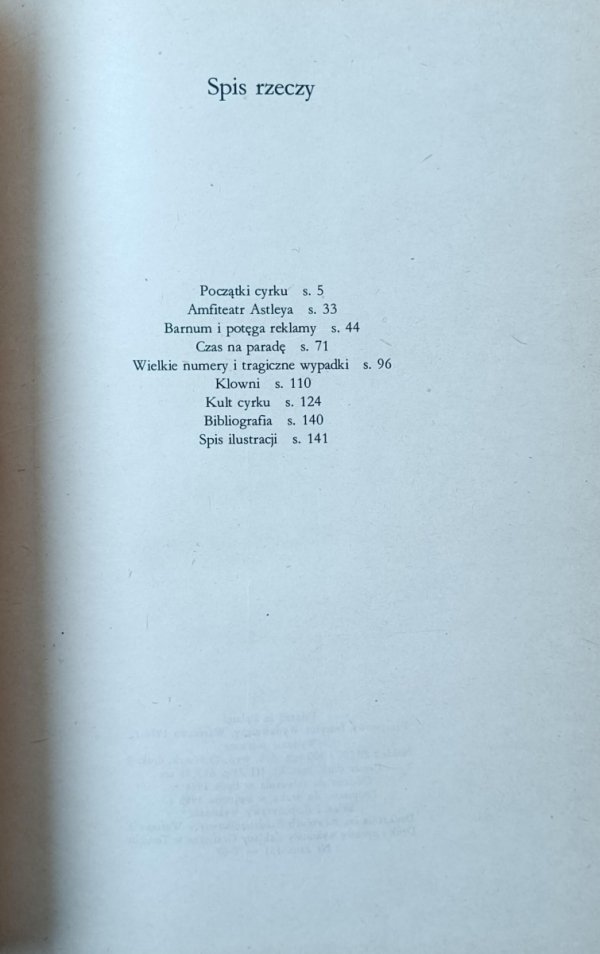 Spis rzeczy
Początki cyrku s. 5
Amfiteatr Astleya s. 33
Barnum i potęga reklamy s. 44
Czas na paradę s. 71
Wielkie numery i tragiczne wypadki s. 96
Klowni s. 110
Kult cyrku s. 124
Bibliografia s. 140
Spis ilustracji s. 141